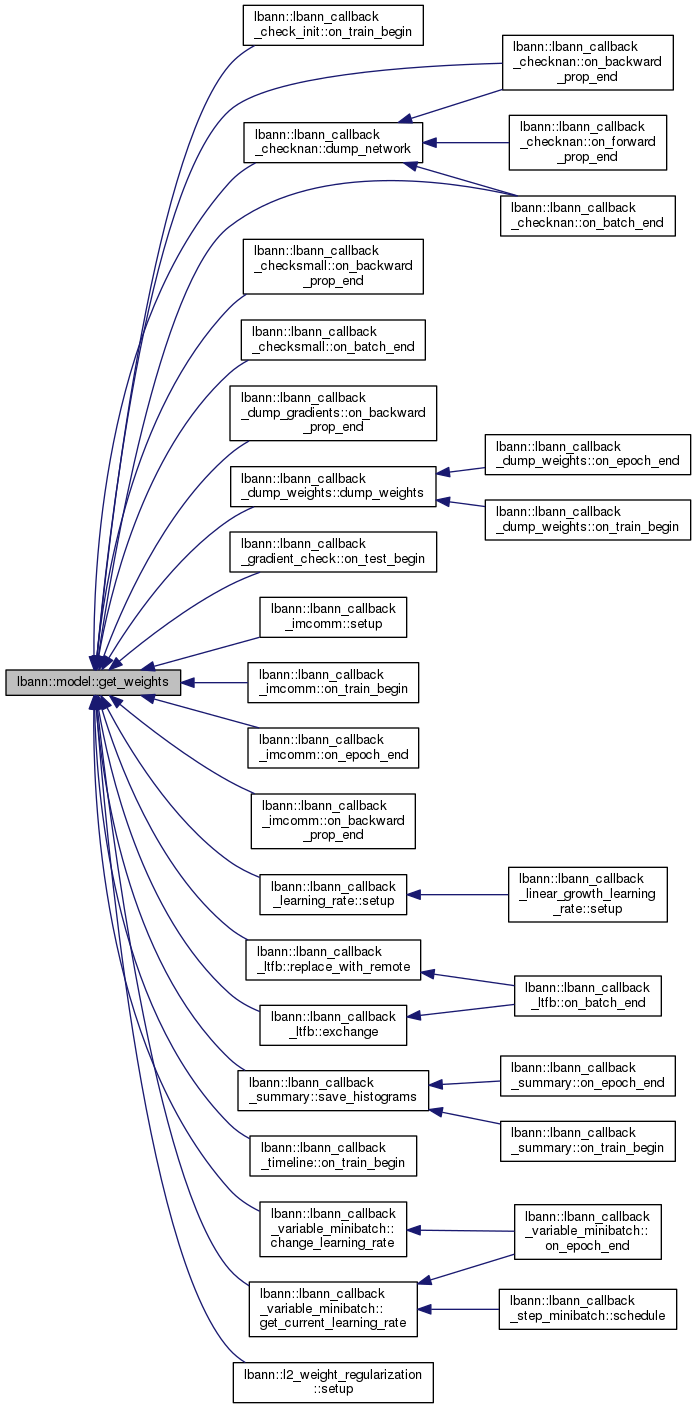 lbann::lbann_callback
_check_init::on_train_begin
lbann::lbann_callback
_checknan::on_backward
_prop_end
lbann::lbann_callback
_checknan::dump_network
lbann::lbann_callback
_checknan::on_forward
_prop_end
lbann::lbann_callback
_checknan::on_batch_end
lbann::lbann_callback
_checksmall::on_backward
_prop_end
lbann::lbann_callback
_checksmall::on_batch_end
lbann::lbann_callback
_dump_gradients::on_backward
_prop_end
lbann::lbann_callback
_dump_weights::on_epoch_end
lbann::lbann_callback
_dump_weights::dump_weights
lbann::lbann_callback
_dump_weights::on_train_begin
lbann::lbann_callback
_gradient_check::on_test_begin
lbann::lbann_callback
_imcomm::setup
lbann::model::get_weights
lbann::lbann_callback
_imcomm::on_train_begin
lbann::lbann_callback
_imcomm::on_epoch_end
lbann::lbann_callback
_imcomm::on_backward
_prop_end
lbann::lbann_callback
_learning_rate::setup
lbann::lbann_callback
_linear_growth_learning
_rate::setup
lbann::lbann_callback
_ltfb::replace_with_remote
lbann::lbann_callback
_ltfb::on_batch_end
lbann::lbann_callback
_ltfb::exchange
lbann::lbann_callback
_summary::on_epoch_end
lbann::lbann_callback
_summary::save_histograms
lbann::lbann_callback
_summary::on_train_begin
lbann::lbann_callback
_timeline::on_train_begin
lbann::lbann_callback
_variable_minibatch::
change_learning_rate
lbann::lbann_callback
_variable_minibatch::
on_epoch_end
lbann::lbann_callback
_variable_minibatch::
get_current_learning_rate
lbann::lbann_callback
_step_minibatch::schedule
lbann::l2_weight_regularization
::setup